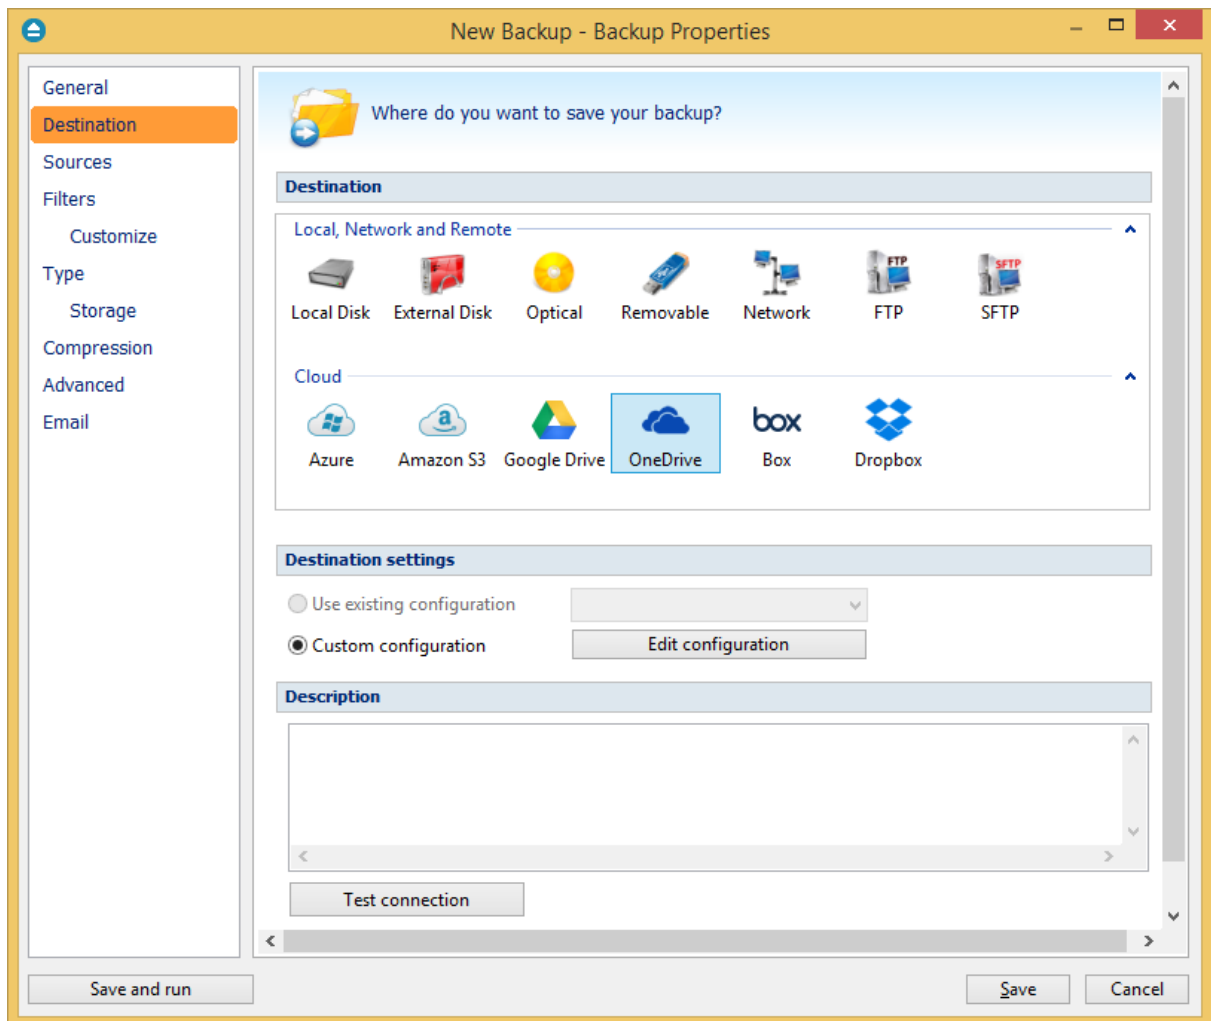 New Backup - Backup Properties
General
Destination
Sources
Filters
Customize
Type
Storage
Compression
Advanced
Email
Where do you want to save your backup?
Destination
Local, Network and Remote
FTP SFTP
Local Disk External Disk Optical Removable Network FTP SFTP
Cloud
a box
Azure Amazon S3 Google Drive OneDrive Box Dropbox
Destination settings
Use existing configuration
Custom configuration Edit configuration
Description
Test connection
Save and run Save Cancel